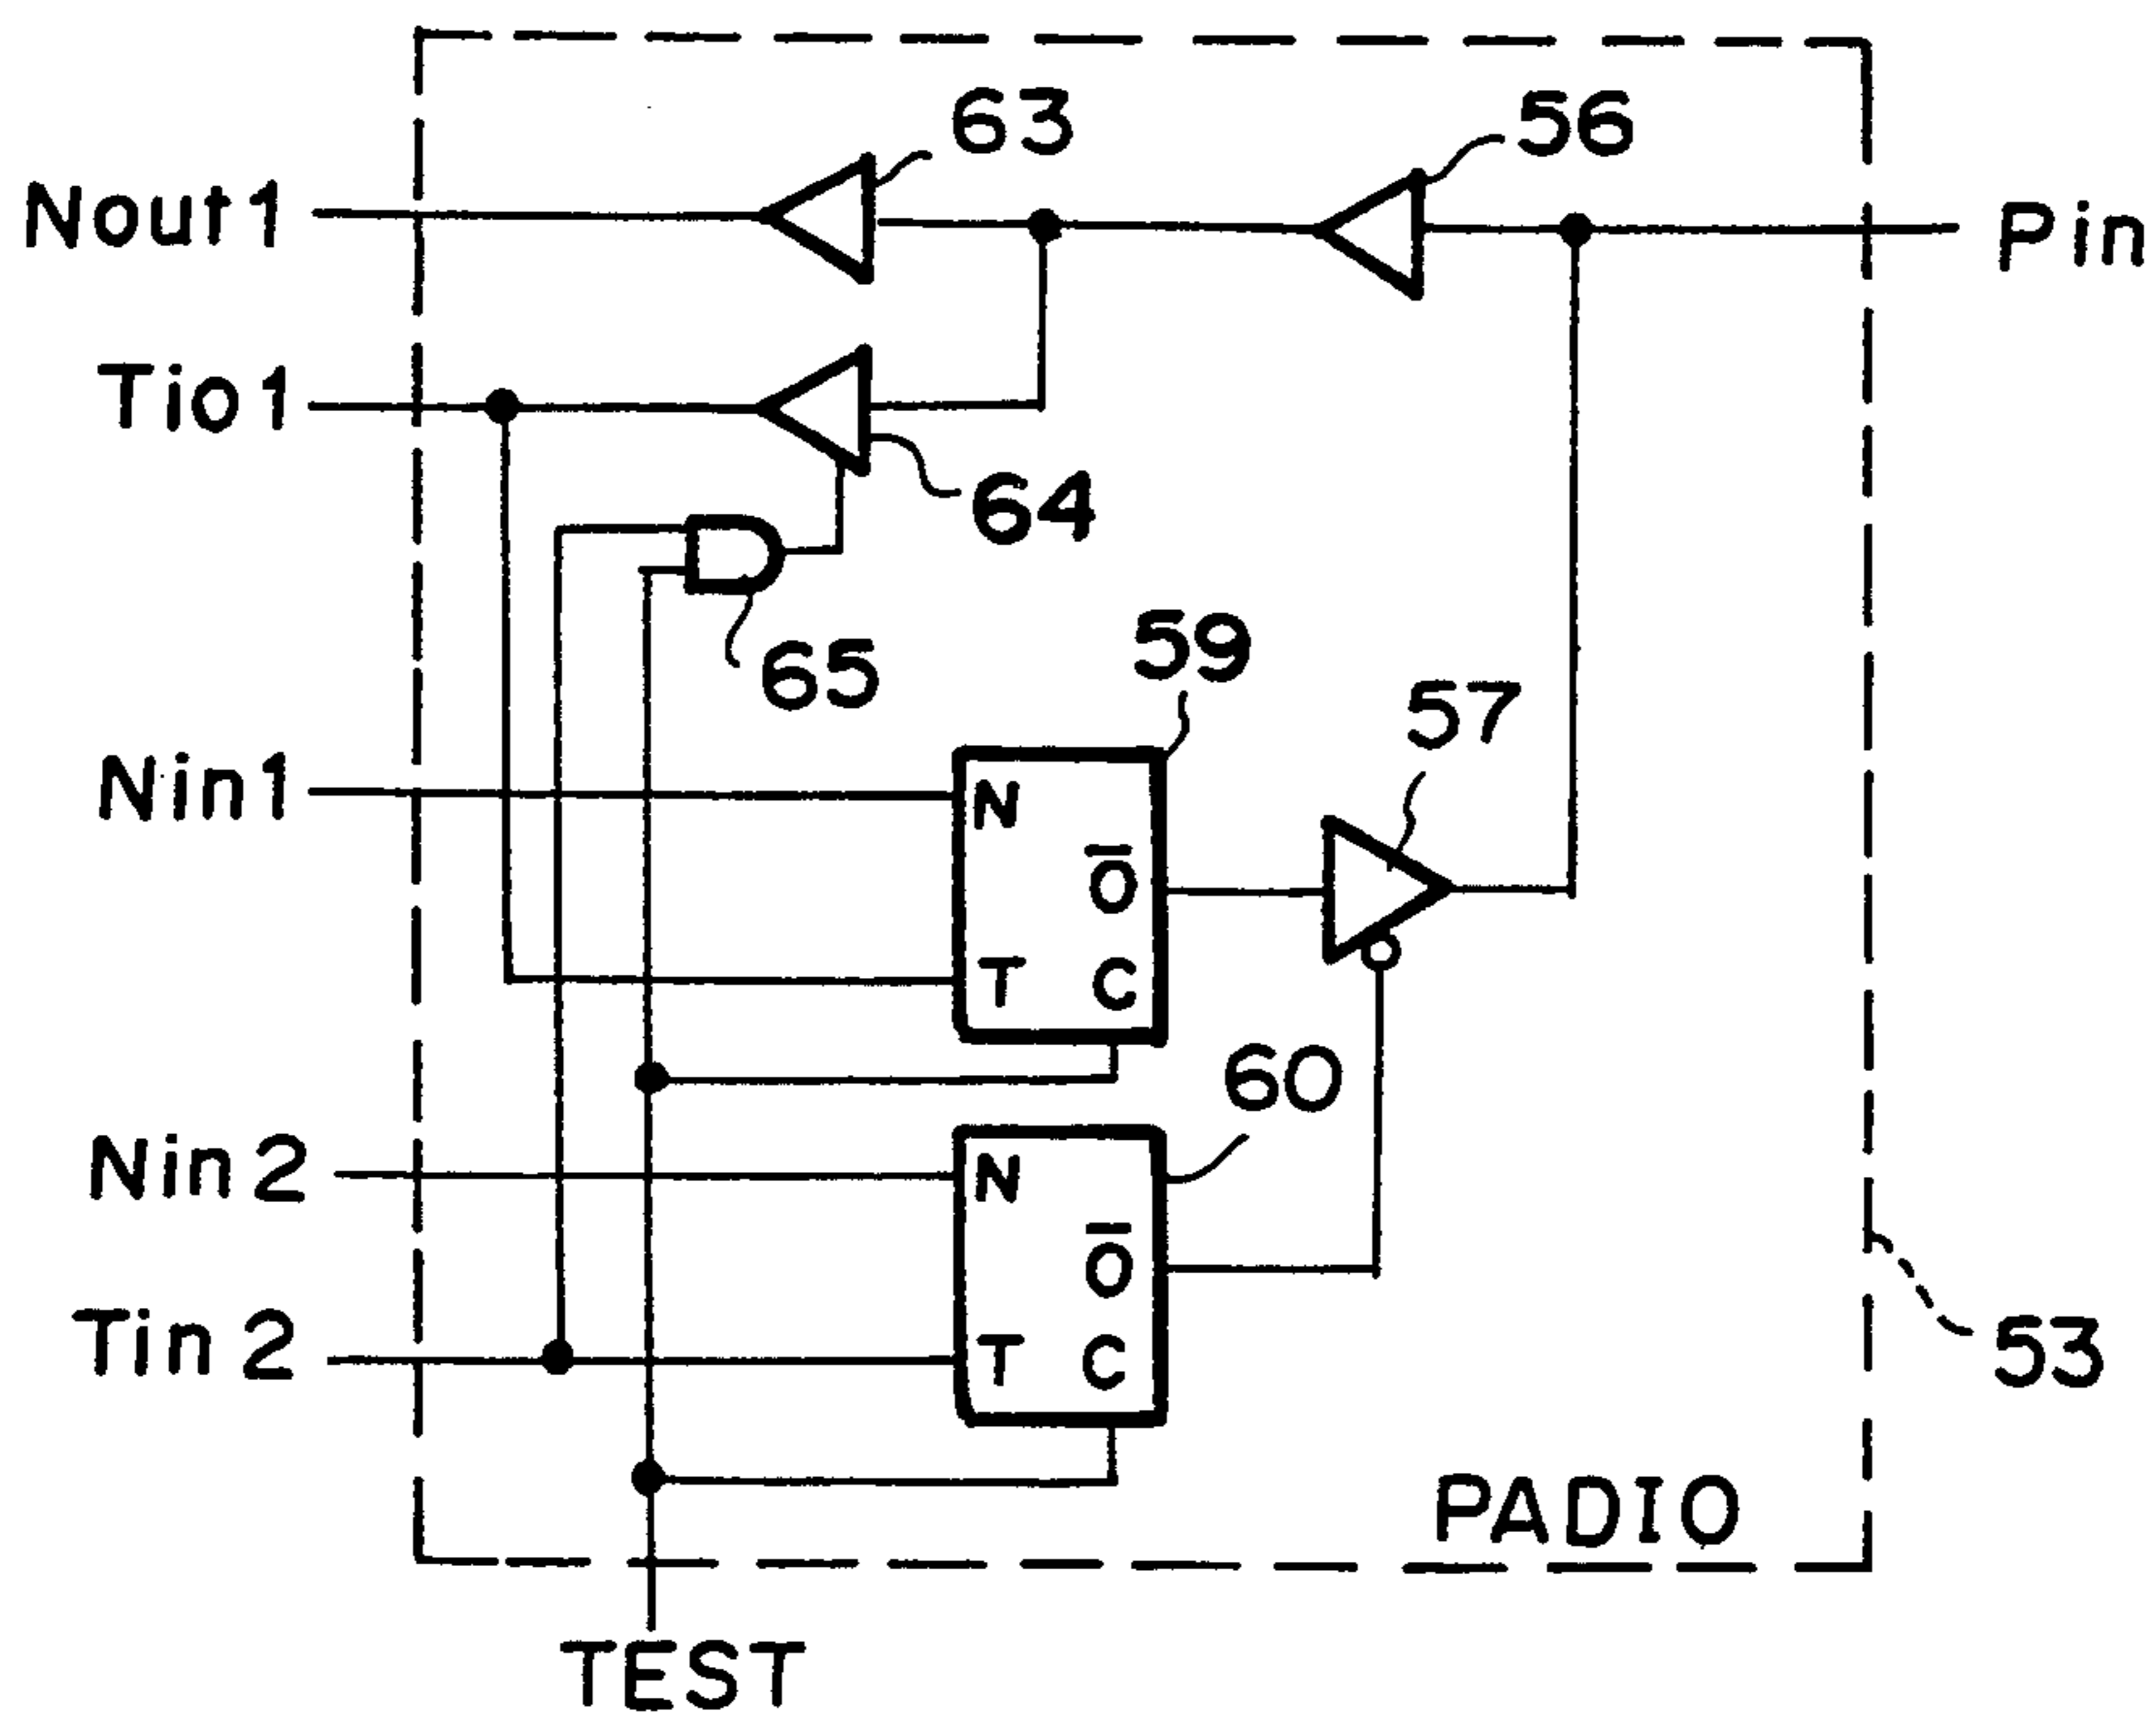 63
56
Nout1
Pin
Tio1
64
65
59
57
Nin1
N
O̅
T C
60
Nin2
N
O̅
Tin2
T C
53
PADIO
TEST